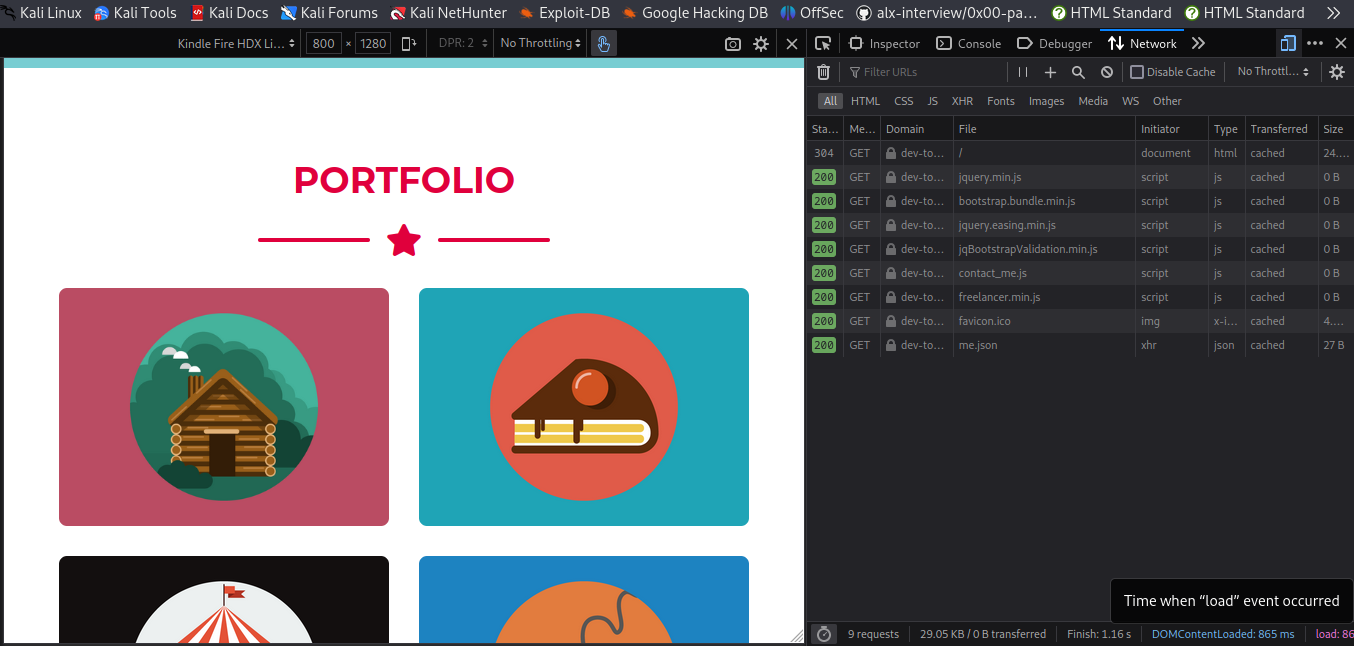 Kali Linux Kali Tools Kali Docs Kali Forums Kali NetHunter Exploit-DB Google Hacking DB OffSec alx-interview/0x00-pa… HTML Standard HTML Standard
Kindle Fire HDX Li… 800 × 1280 DPR: 2 No Throttling
Inspector Console Debugger Network
Filter URLs Disable Cache No Throttl…
All HTML CSS JS XHR Fonts Images Media WS Other
Sta… Me… Domain File Initiator Type Transferred Size
304 GET dev-to… / document html cached 24.…
200 GET dev-to… jquery.min.js script js cached 0 B
200 GET dev-to… bootstrap.bundle.min.js script js cached 0 B
200 GET dev-to… jquery.easing.min.js script js cached 0 B
200 GET dev-to… jqBootstrapValidation.min.js script js cached 0 B
200 GET dev-to… contact_me.js script js cached 0 B
200 GET dev-to… freelancer.min.js script js cached 0 B
200 GET dev-to… favicon.ico img x-i… cached 4.…
200 GET dev-to… me.json xhr json cached 27 B
PORTFOLIO
Time when “load” event occurred
9 requests 29.05 KB / 0 B transferred Finish: 1.16 s DOMContentLoaded: 865 ms load: 86